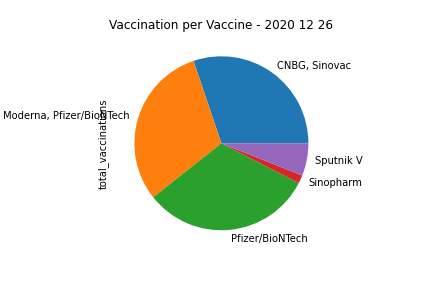 Vaccination per Vaccine - 2020 12 26
CNBG, Sinovac
Moderna, Pfizer/BioNTech
total_vaccinations
Sputnik V
Sinopharm
Pfizer/BioNTech